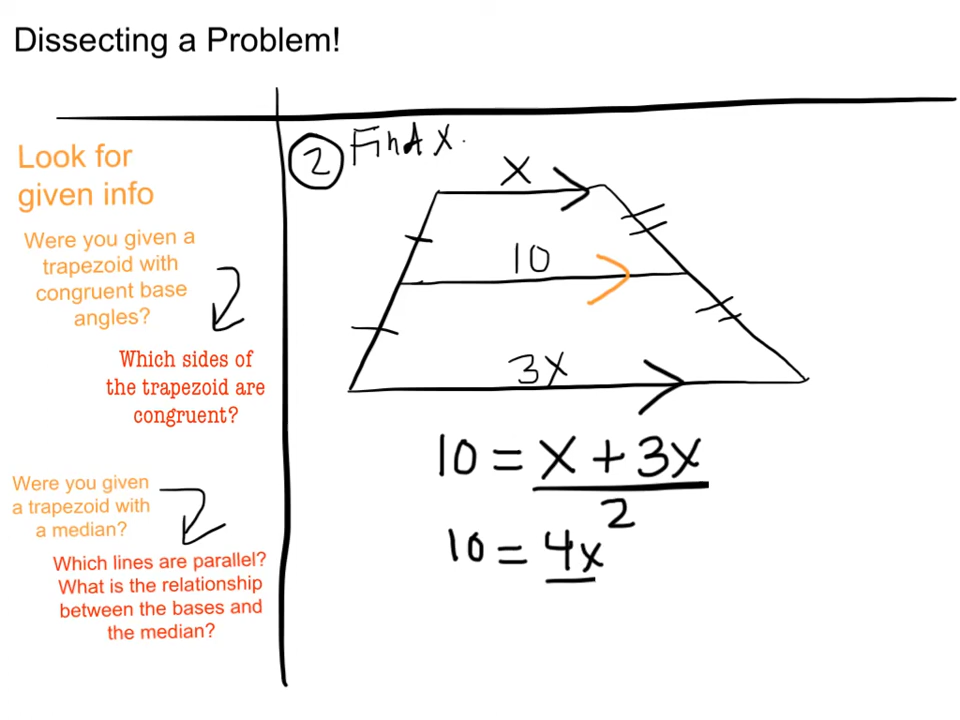 Dissecting a Problem!
Look for
given info
Were you given a
trapezoid with
congruent base
angles?
Which sides of
the trapezoid are
congruent?
Were you given
a trapezoid with
a median?
Which lines are parallel?
What is the relationship
between the bases and
the median?
2 Find X.
X
10
3X
10 = X + 3X
2
10 = 4x